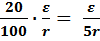 20/100 · ε/r = ε/5r